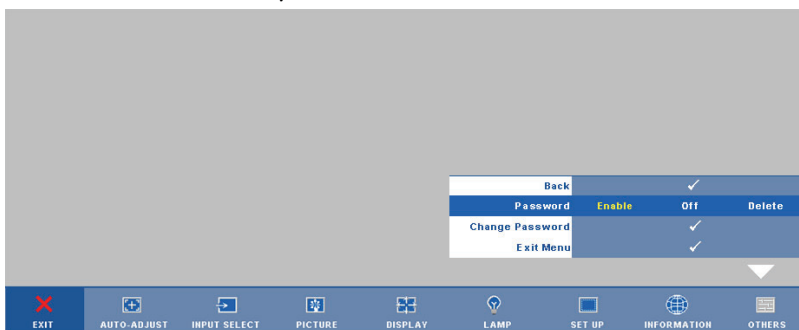 Back
Password Enable Off Delete
Change Password
Exit Menu
EXIT AUTO-ADJUST INPUT SELECT PICTURE DISPLAY LAMP SET UP INFORMATION OTHERS